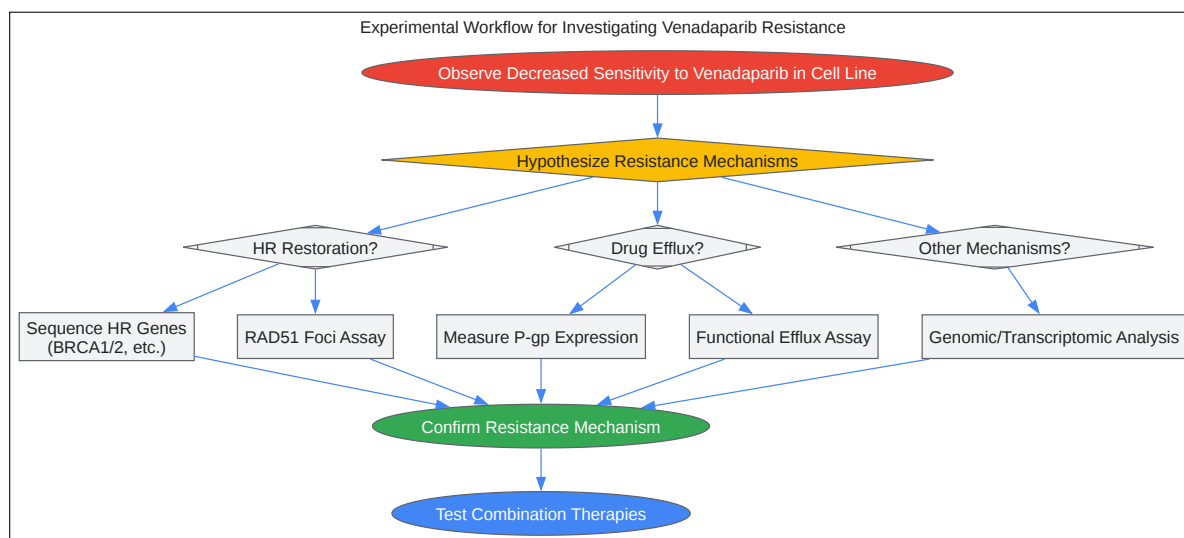 Experimental Workflow for Investigating Venadaparib Resistance
Observe Decreased Sensitivity to Venadaparib in Cell Line
Hypothesize Resistance Mechanisms
HR Restoration?
Drug Efflux?
Other Mechanisms?
Sequence HR Genes
(BRCA1/2, etc.)
RAD51 Foci Assay
Measure P-gp Expression
Functional Efflux Assay
Genomic/Transcriptomic Analysis
Confirm Resistance Mechanism
Test Combination Therapies